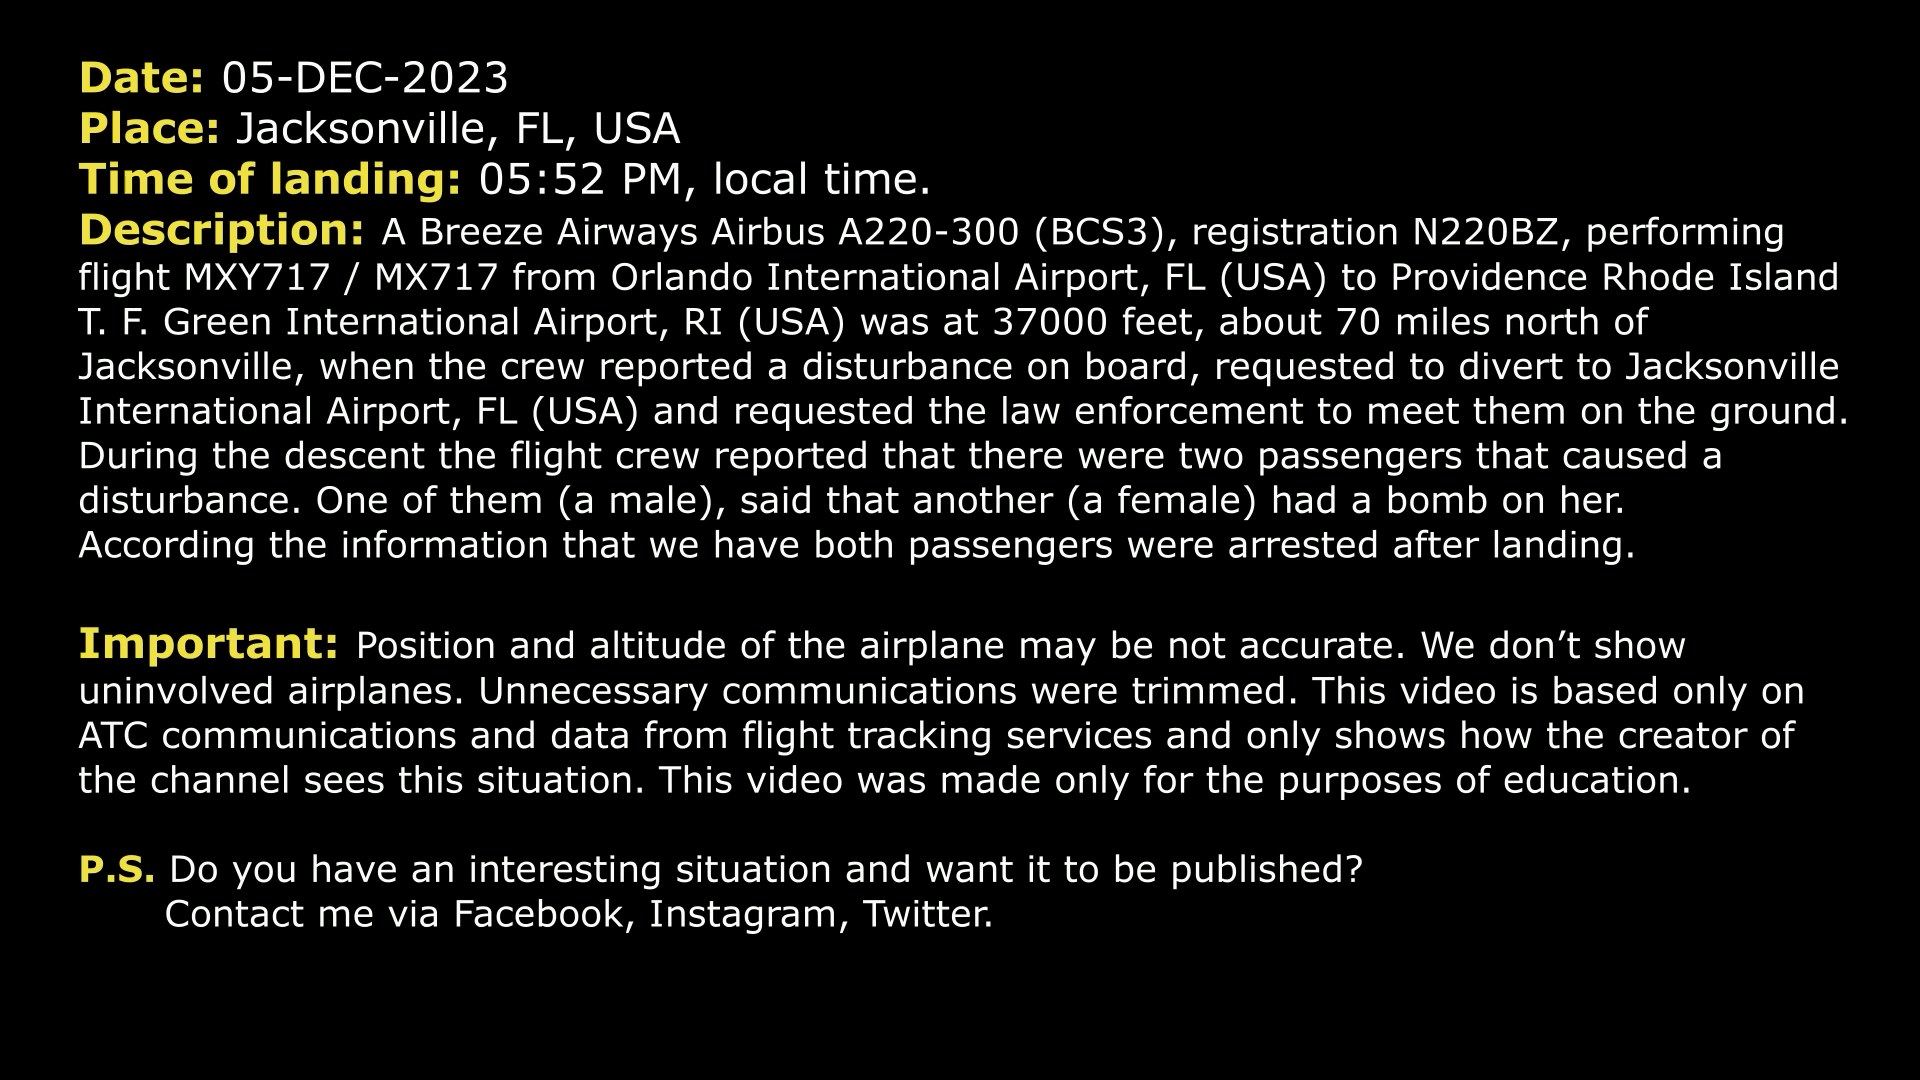 Date: 05-DEC-2023
Place: Jacksonville, FL, USA
Time of landing: 05:52 PM, local time.
Description: A Breeze Airways Airbus A220-300 (BCS3), registration N220BZ, performing
flight MXY717 / MX717 from Orlando International Airport, FL (USA) to Providence Rhode Island
T. F. Green International Airport, RI (USA) was at 37000 feet, about 70 miles north of
Jacksonville, when the crew reported a disturbance on board, requested to divert to Jacksonville
International Airport, FL (USA) and requested the law enforcement to meet them on the ground.
During the descent the flight crew reported that there were two passengers that caused a
disturbance. One of them (a male), said that another (a female) had a bomb on her.
According the information that we have both passengers were arrested after landing.
Important: Position and altitude of the airplane may be not accurate. We don’t show
uninvolved airplanes. Unnecessary communications were trimmed. This video is based only on
ATC communications and data from flight tracking services and only shows how the creator of
the channel sees this situation. This video was made only for the purposes of education.
P.S. Do you have an interesting situation and want it to be published?
Contact me via Facebook, Instagram, Twitter.